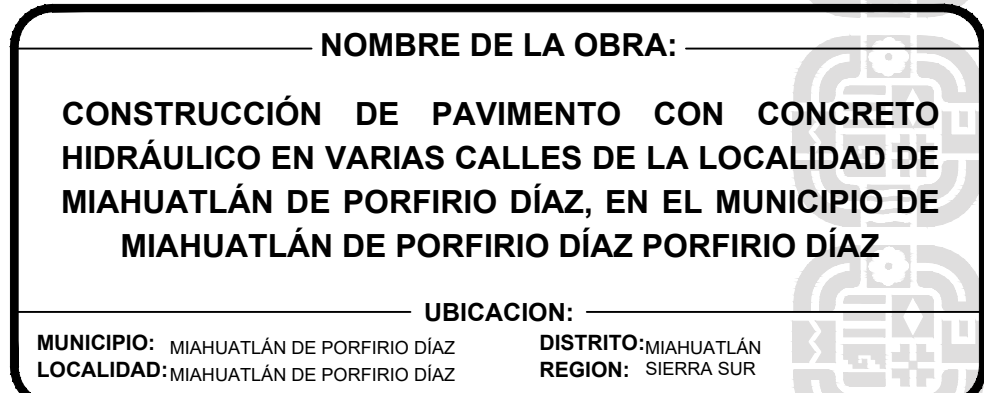 NOMBRE DE LA OBRA:
CONSTRUCCIÓN DE PAVIMENTO CON CONCRETO
HIDRÁULICO EN VARIAS CALLES DE LA LOCALIDAD DE
MIAHUATLÁN DE PORFIRIO DÍAZ, EN EL MUNICIPIO DE
MIAHUATLÁN DE PORFIRIO DÍAZ PORFIRIO DÍAZ
UBICACION:
MUNICIPIO: MIAHUATLÁN DE PORFIRIO DÍAZ DISTRITO: MIAHUATLÁN
LOCALIDAD: MIAHUATLÁN DE PORFIRIO DÍAZ REGION: SIERRA SUR